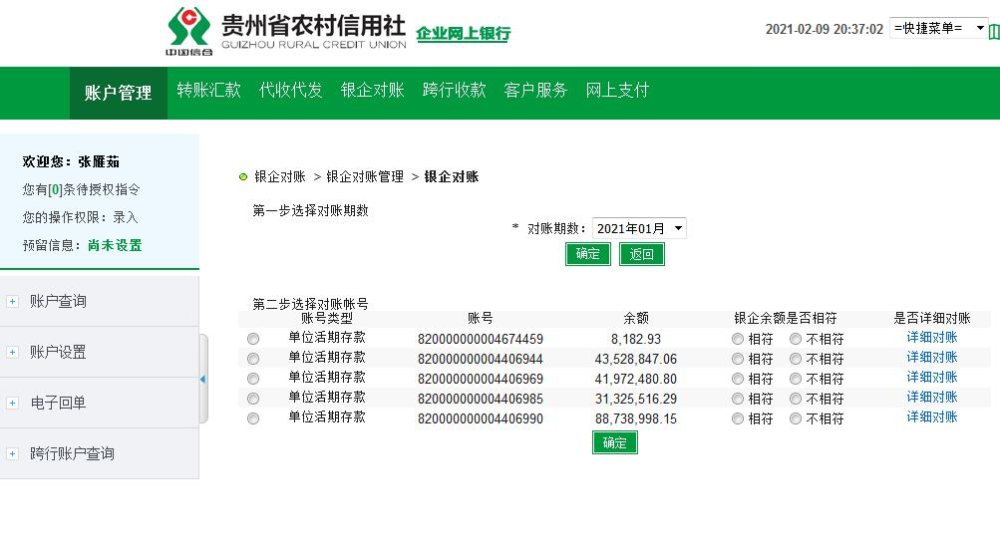 中国信合
贵州省农村信用社 企业网上银行
GUIZHOU RURAL CREDIT UNION
2021-02-09 20:37:02 =快捷菜单=
账户管理 转账汇款 代收代发 银企对账 跨行收款 客户服务 网上支付
欢迎您：张雁茹
您有[0]条待授权指令
您的操作权限：录入
预留信息：尚未设置
账户查询
账户设置
电子回单
跨行账户查询
银企对账 > 银企对账管理 > 银企对账
第一步选择对账期数
* 对账期数： 2021年01月
确定 返回
第二步选择对账帐号
账号类型 账号 余额 银企余额是否相符 是否详细对账
单位活期存款 820000000004674459 8,182.93 相符 不相符 详细对账
单位活期存款 820000000004406944 43,528,847.06 相符 不相符 详细对账
单位活期存款 820000000004406969 41,972,480.80 相符 不相符 详细对账
单位活期存款 820000000004406985 31,325,516.29 相符 不相符 详细对账
单位活期存款 820000000004406990 88,738,998.15 相符 不相符 详细对账
确定